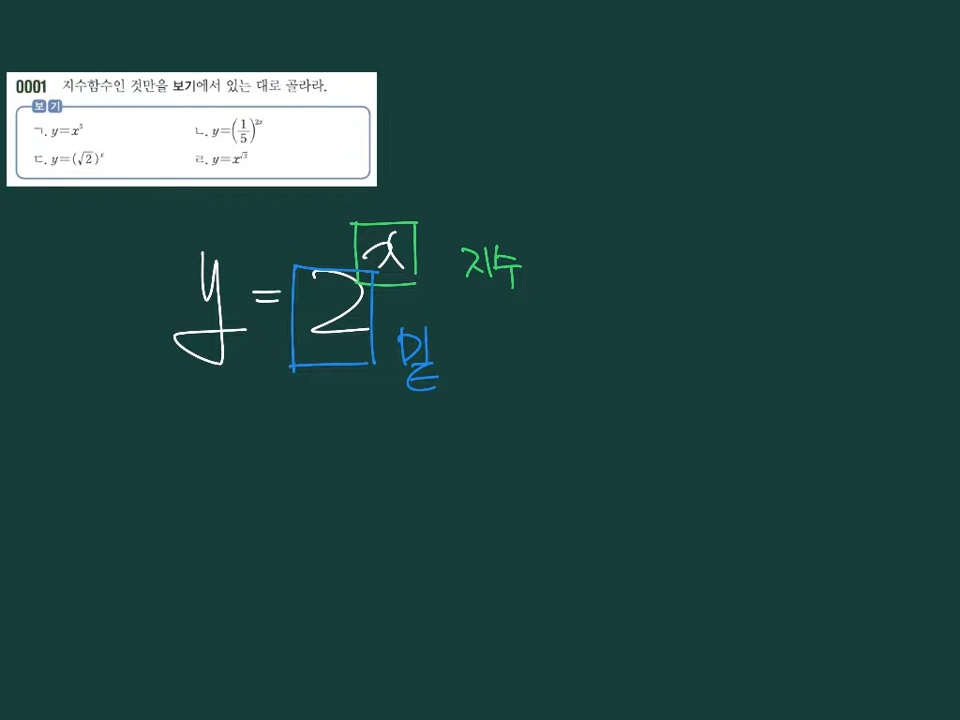 0001 지수함수인 것만을 보기에서 있는 대로 골라라.
보기
ㄱ. y=x³ ㄴ. y=(1/5)^{2x}
ㄷ. y=(√2)^x ㄹ. y=x^{√2}
y = 2^x 지수
밑